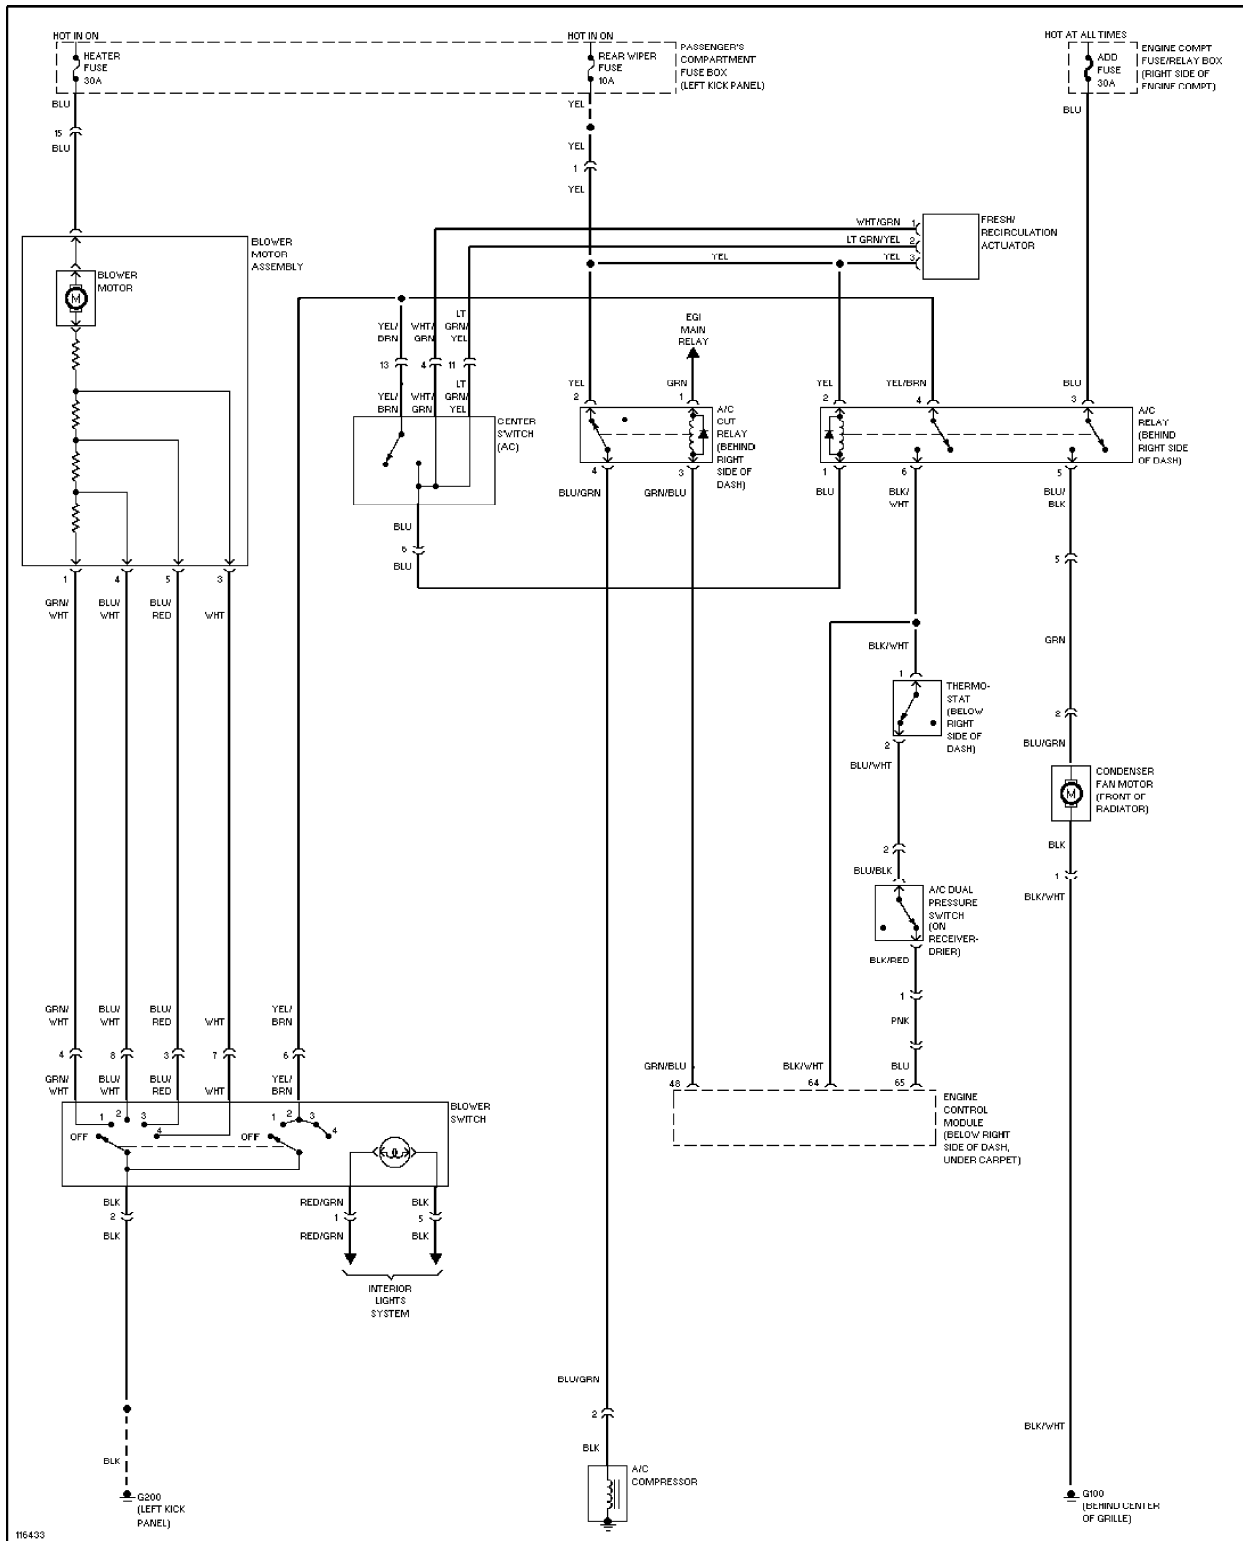 HOT IN ON
HOT IN ON
HOT AT ALL TIMES
HEATER
FUSE
30A
REAR WIPER
FUSE
10A
PASSENGER'S
COMPARTMENT
FUSE BOX
(LEFT KICK PANEL)
ADD
FUSE
30A
ENGINE COMPT
FUSE/RELAY BOX
(RIGHT SIDE OF
ENGINE COMPT)
BLU
15
BLU
YEL
YEL
1
YEL
BLU
WHT/GRN 1
LT GRN/YEL 2
YEL
YEL 3
FRESH/
RECIRCULATION
ACTUATOR
BLOWER
MOTOR
ASSEMBLY
BLOWER
MOTOR
M
YEL/
BRN
WHT/
GRN
LT
GRN/
YEL
13
4
11
YEL/
BRN
WHT/
GRN
LT
GRN/
YEL
CENTER
SWITCH
(AC)
EGI
MAIN
RELAY
YEL
2
GRN
1
A/C
CUT
RELAY
(BEHIND
RIGHT
SIDE OF
DASH)
4
3
BLU/GRN
GRN/BLU
YEL
2
YEL/BRN
4
BLU
3
A/C
RELAY
(BEHIND
RIGHT SIDE
OF DASH)
1
6
5
BLU
BLK/
WHT
BLU/
BLK
BLU
6
BLU
5
1
4
5
3
GRN/
WHT
BLU/
WHT
BLU/
RED
WHT
BLK/WHT
GRN
1
THERMO-
STAT
(BELOW
RIGHT
SIDE OF
DASH)
2
BLU/WHT
2
BLU/GRN
M
CONDENSER
FAN MOTOR
(FRONT OF
RADIATOR)
2
BLU/BLK
BLK
1
BLK/WHT
A/C DUAL
PRESSURE
SWITCH
(ON
RECEIVER-
DRIER)
BLK/RED
1
PNK
GRN/
WHT
BLU/
WHT
BLU/
RED
WHT
YEL/
BRN
4
8
3
7
6
GRN/
WHT
BLU/
WHT
BLU/
RED
WHT
YEL/
BRN
GRN/BLU
BLK/WHT
BLU
48
64
65
ENGINE
CONTROL
MODULE
(BELOW RIGHT
SIDE OF DASH,
UNDER CARPET)
BLOWER
SWITCH
OFF
1
2
3
4
OFF
1
2
3
4
BLK
2
BLK
RED/GRN
1
RED/GRN
BLK
5
BLK
INTERIOR
LIGHTS
SYSTEM
BLU/GRN
2
BLK
A/C
COMPRESSOR
BLK/WHT
BLK
G200
(LEFT KICK
PANEL)
G100
(BEHIND CENTER
OF GRILLE)
116433